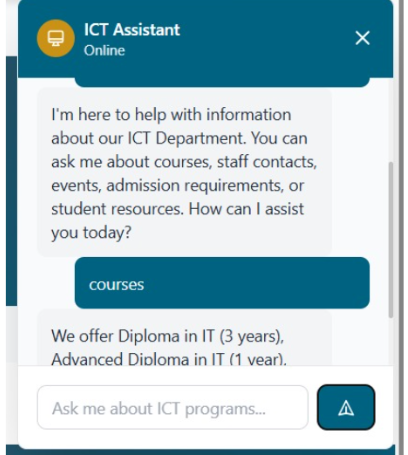 ICT Assistant
Online
I'm here to help with information
about our ICT Department. You can
ask me about courses, staff contacts,
events, admission requirements, or
student resources. How can I assist
you today?
courses
We offer Diploma in IT (3 years),
Advanced Diploma in IT (1 year),
Ask me about ICT programs...